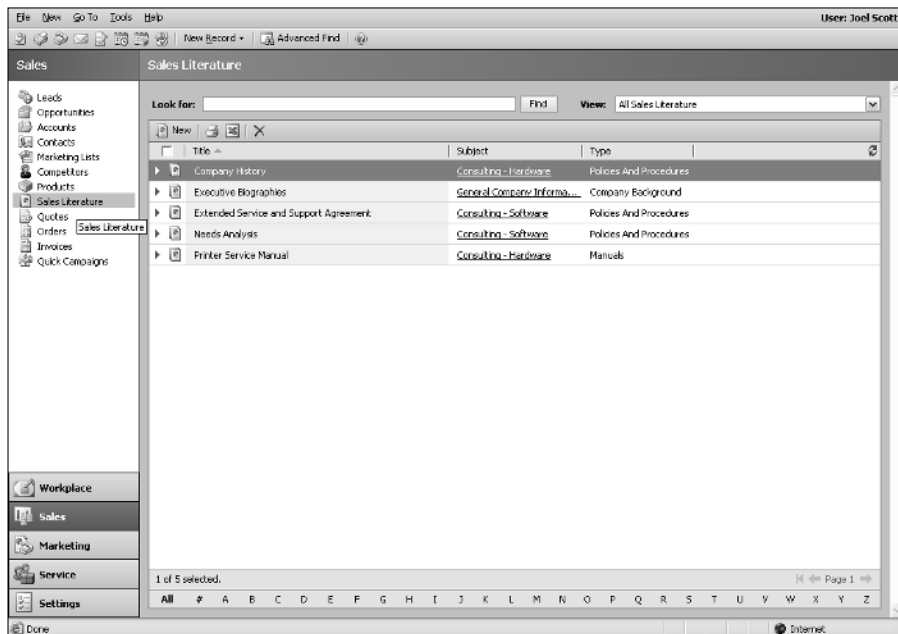 File New Go To Tools Help User: Joel Scott
New Record Advanced Find
Sales
Sales Literature
Leads
Opportunities
Accounts
Contacts
Marketing Lists
Competitors
Products
Sales Literature
Quotes
Orders
Sales Literature
Invoices
Quick Campaigns
Look for: Find View: All Sales Literature
New
Title Subject Type
Company History Consulting - Hardware Policies And Procedures
Executive Biographies General Company Informa... Company Background
Extended Service and Support Agreement Consulting - Software Policies And Procedures
Needs Analysis Consulting - Software Policies And Procedures
Printer Service Manual Consulting - Hardware Manuals
Workplace
Sales
Marketing
Service
Settings
1 of 5 selected. Page 1
All # A B C D E F G H I J K L M N O P Q R S T U V W X Y Z
Done Internet